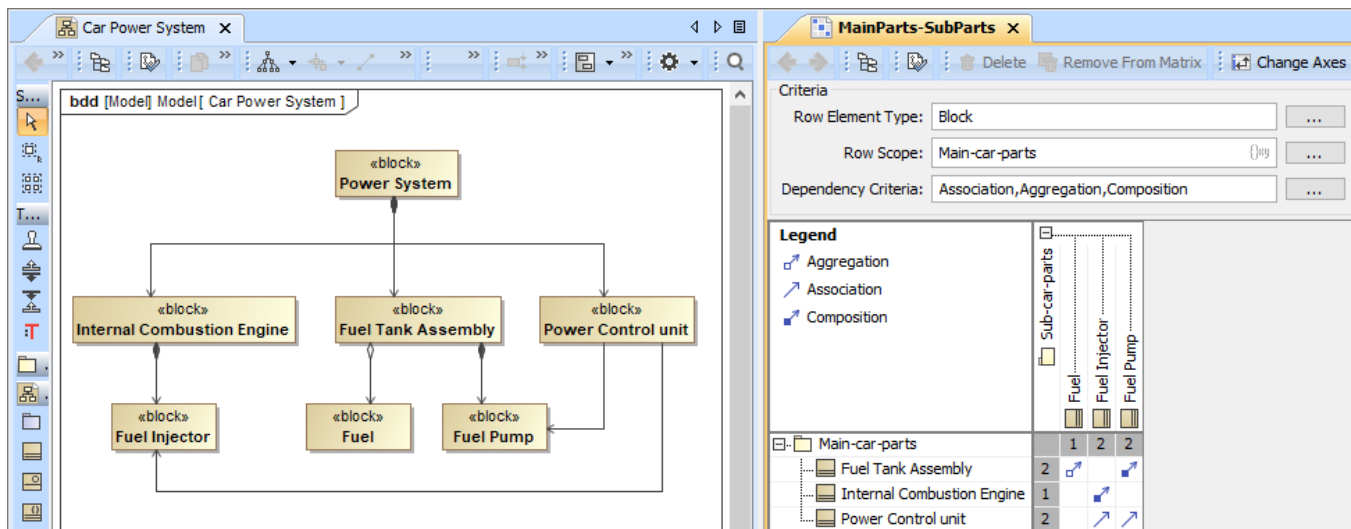 Car Power System X
MainParts-SubParts X
Delete Remove From Matrix Change Axes
S...
T...
:T
bdd [Model] Model[ Car Power System ]
«block»
Power System
«block»
Internal Combustion Engine
«block»
Fuel Tank Assembly
«block»
Power Control unit
«block»
Fuel Injector
«block»
Fuel
«block»
Fuel Pump
Criteria
Row Element Type: Block ...
Row Scope: Main-car-parts ...
Dependency Criteria: Association,Aggregation,Composition ...
Legend
Aggregation
Association
Composition
Sub-car-parts
Fuel
Fuel Injector
Fuel Pump
Main-car-parts 1 2 2
Fuel Tank Assembly 2
Internal Combustion Engine 1
Power Control unit 2